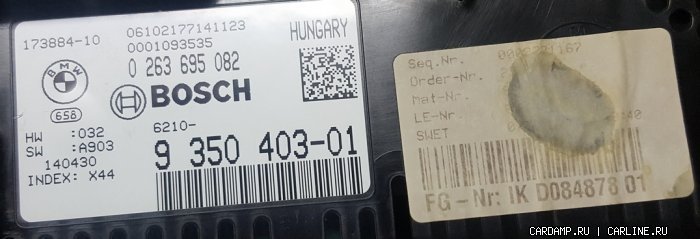 173884-10
06102177141123
0001093535
HUNGARY
0 263 695 082
BMW
BOSCH
658
6210-
HW :032
SW :A903
140430
INDEX: X44
9 350 403-01
Seq.Nr.
Order-Nr.
Mat-Nr.
LE-Nr.
SWET
FG - Nr: IK D084878 01
CARDAMP.RU | CARLINE.RU